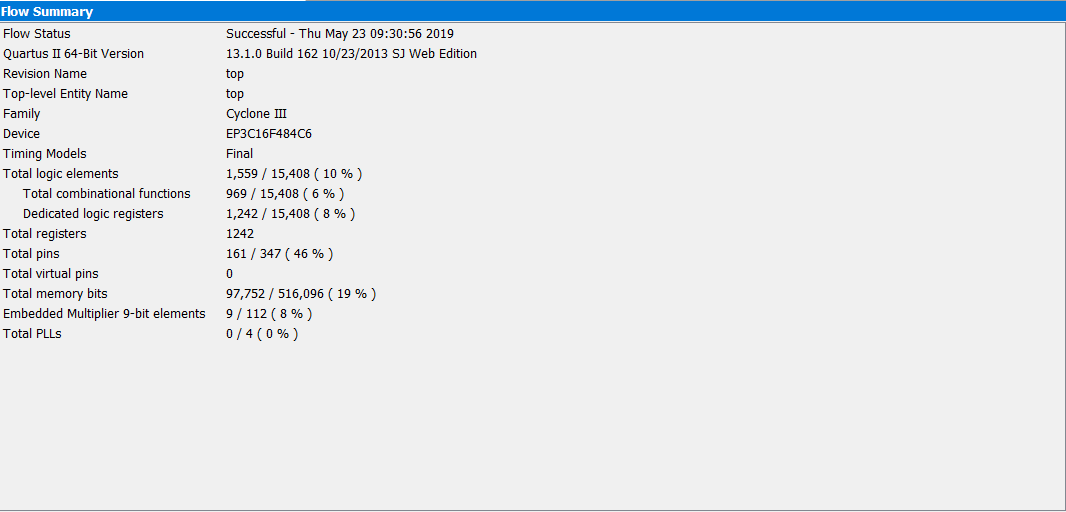 Flow Summary
Flow Status Successful - Thu May 23 09:30:56 2019
Quartus II 64-Bit Version 13.1.0 Build 162 10/23/2013 SJ Web Edition
Revision Name top
Top-level Entity Name top
Family Cyclone III
Device EP3C16F484C6
Timing Models Final
Total logic elements 1,559 / 15,408 ( 10 % )
Total combinational functions 969 / 15,408 ( 6 % )
Dedicated logic registers 1,242 / 15,408 ( 8 % )
Total registers 1242
Total pins 161 / 347 ( 46 % )
Total virtual pins 0
Total memory bits 97,752 / 516,096 ( 19 % )
Embedded Multiplier 9-bit elements 9 / 112 ( 8 % )
Total PLLs 0 / 4 ( 0 % )